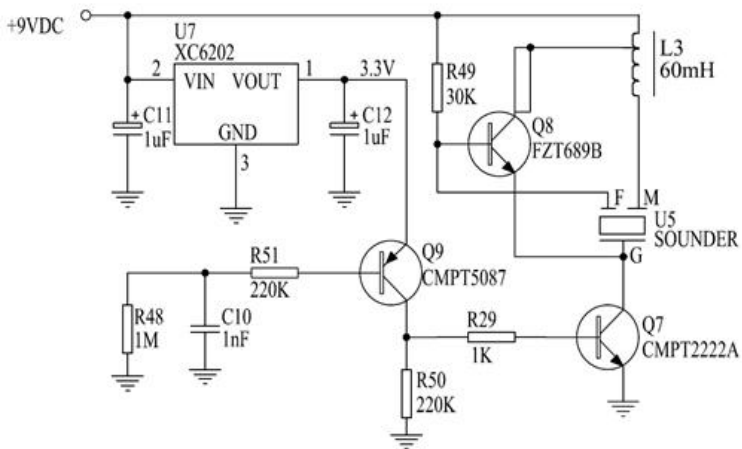 +9VDC
U7
XC6202
2
VIN VOUT
1
3.3V
GND
3
C11
+
1uF
C12
+
1uF
R49
30K
L3
60mH
Q8
FZT689B
F M
U5
SOUNDER
G
Q9
CMPT5087
R51
220K
R48
1M
C10
1nF
R29
1K
Q7
CMPT2222A
R50
220K